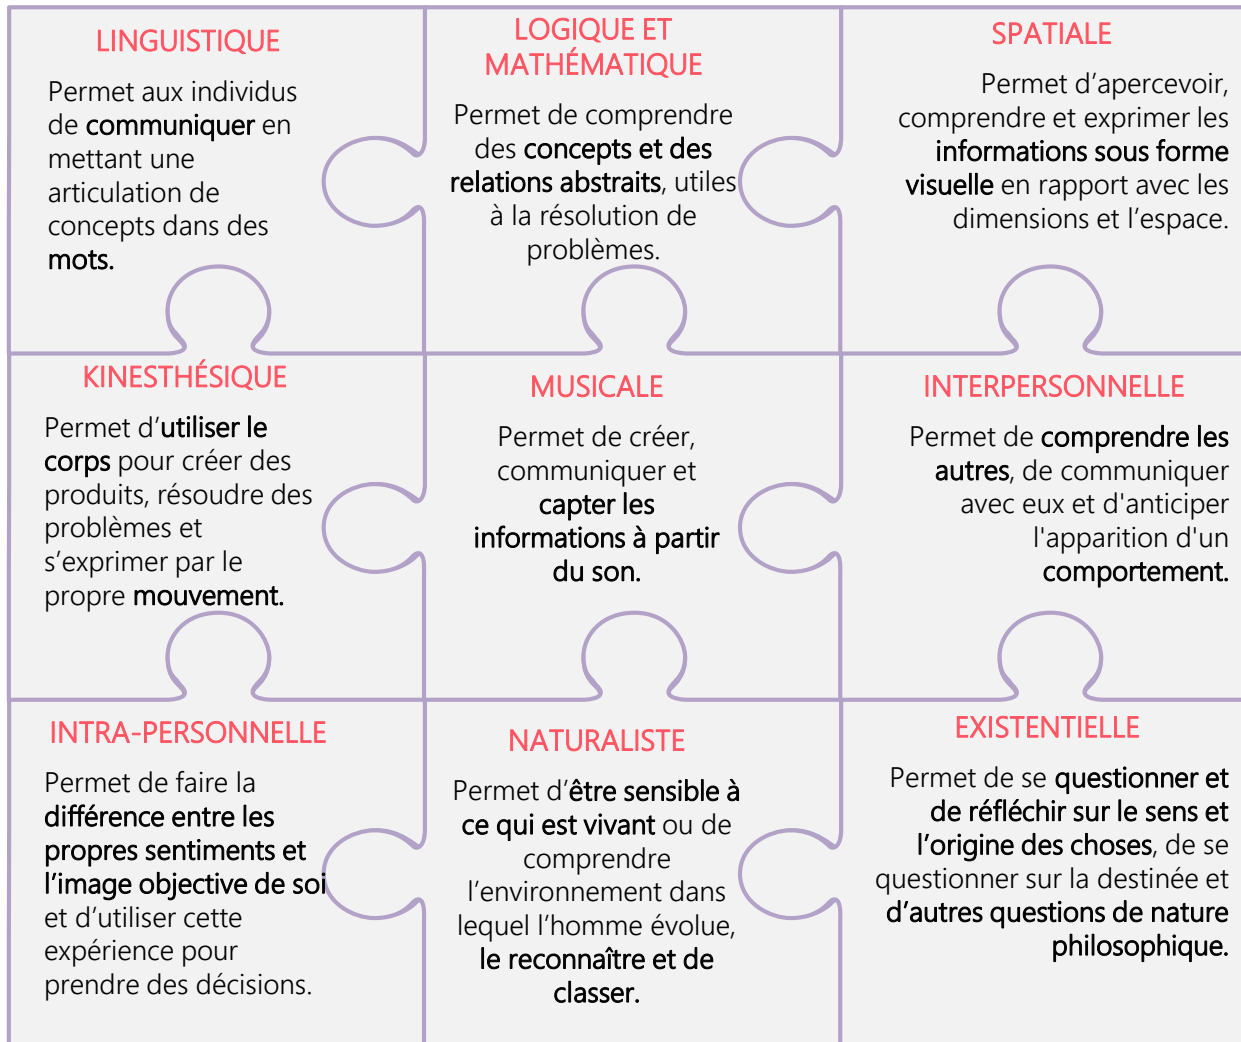 LINGUISTIQUE
Permet aux individus
de communiquer en
mettant une
articulation de
concepts dans des
mots.
LOGIQUE ET
MATHÉMATIQUE
Permet de comprendre
des concepts et des
relations abstraits, utiles
à la résolution de
problèmes.
SPATIALE
Permet d’apercevoir,
comprendre et exprimer les
informations sous forme
visuelle en rapport avec les
dimensions et l’espace.
KINESTHÉSIQUE
Permet d’utiliser le
corps pour créer des
produits, résoudre des
problèmes et
s’exprimer par le
propre mouvement.
MUSICALE
Permet de créer,
communiquer et
capter les
informations à partir
du son.
INTERPERSONNELLE
Permet de comprendre les
autres, de communiquer
avec eux et d'anticiper
l'apparition d'un
comportement.
INTRA-PERSONNELLE
Permet de faire la
différence entre les
propres sentiments et
l’image objective de soi
et d’utiliser cette
expérience pour
prendre des décisions.
NATURALISTE
Permet d’être sensible à
ce qui est vivant ou de
comprendre
l’environnement dans
lequel l’homme évolue,
le reconnaître et de
classer.
EXISTENTIELLE
Permet de se questionner et
de réfléchir sur le sens et
l’origine des choses, de se
questionner sur la destinée et
d’autres questions de nature
philosophique.